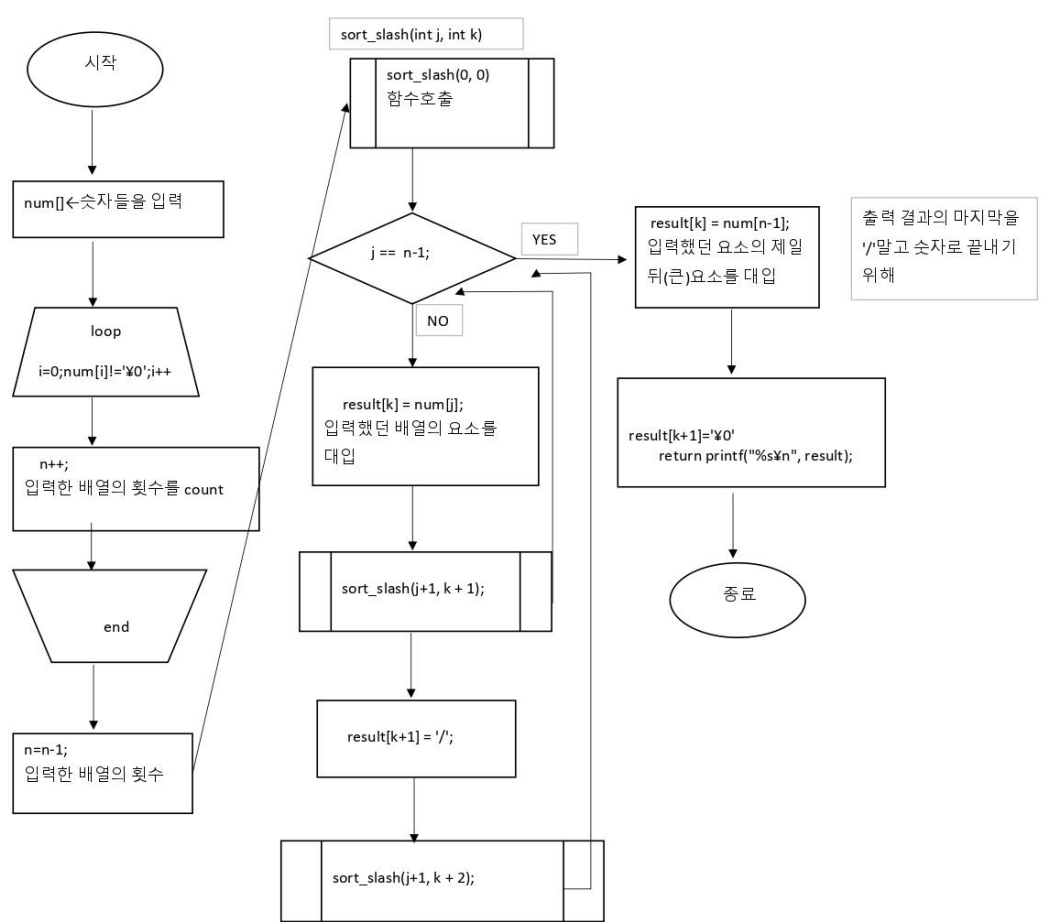 시작
num[]←숫자들을 입력
loop
i=0;num[i]!='¥0';i++
n++;
입력한 배열의 횟수를 count
end
n=n-1;
입력한 배열의 횟수
sort_slash(int j, int k)
sort_slash(0, 0)
함수호출
j == n-1;
YES
NO
result[k] = num[j];
입력했던 배열의 요소를
대입
sort_slash(j+1, k + 1);
result[k+1] = '/';
sort_slash(j+1, k + 2);
result[k] = num[n-1];
입력했던 요소의 제일
뒤(큰)요소를 대입
출력 결과의 마지막을
'/'말고 숫자로 끝내기
위해
result[k+1]='¥0'
return printf("%s¥n", result);
종료